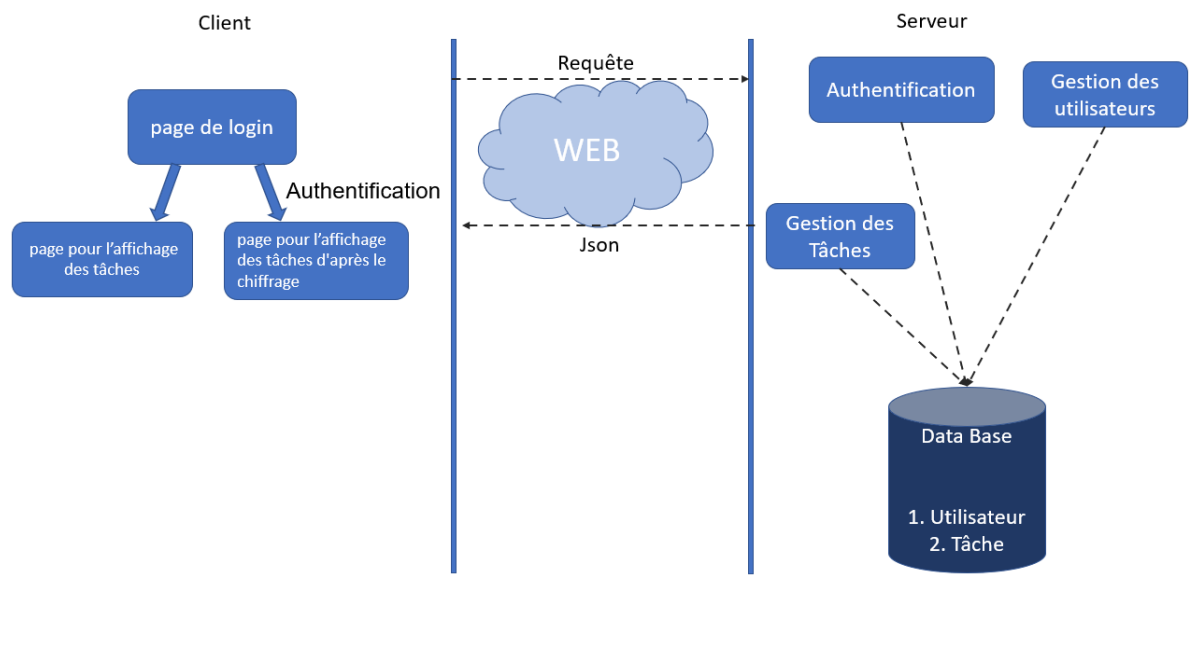 Client
Serveur
Requête
Authentification
Gestion des
utilisateurs
page de login
WEB
Authentification
Gestion des
Tâches
page pour l’affichage
des tâches
page pour l’affichage
des tâches d'après le
chiffrage
Json
Data Base
1. Utilisateur
2. Tâche